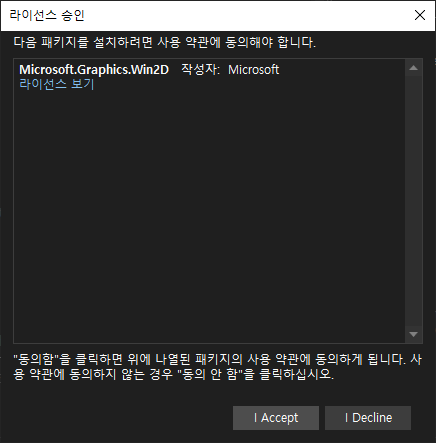 라이선스 승인
다음 패키지를 설치하려면 사용 약관에 동의해야 합니다.
Microsoft.Graphics.Win2D 작성자: Microsoft
라이선스 보기
"동의함"을 클릭하면 위에 나열된 패키지의 사용 약관에 동의하게 됩니다. 사
용 약관에 동의하지 않는 경우 "동의 안 함"을 클릭하십시오.
I Accept I Decline